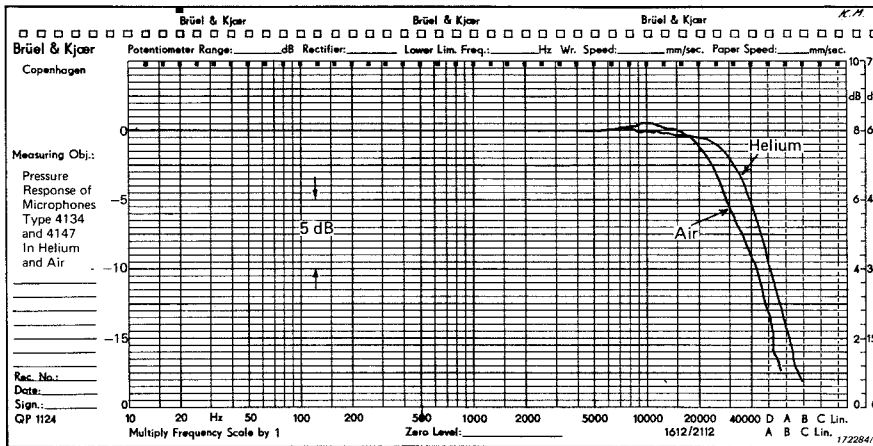 K.M.
Brüel & Kjær Brüel & Kjær Brüel & Kjær
Brüel & Kjær Potentiometer Range: dB Rectifier: Lower Lim. Freq.: Hz Wr. Speed: mm/sec. Paper Speed: mm/sec.
Copenhagen
10
dB
0
8
Helium
Measuring Obj.:
Pressure
Response of
Microphones
Type 4134
and 4147
In Helium
and Air
−5
6
5 dB
Air
−10
−15
Rec. No.:
Date:
Sign.:
0
QP 1124
10 20 Hz 50 100 200 500 1000 2000 5000 10000 20000 40000 D A B C Lin.
Multiply Frequency Scale by 1 Zero Level: 1612/2112 A B C Lin.
172284/